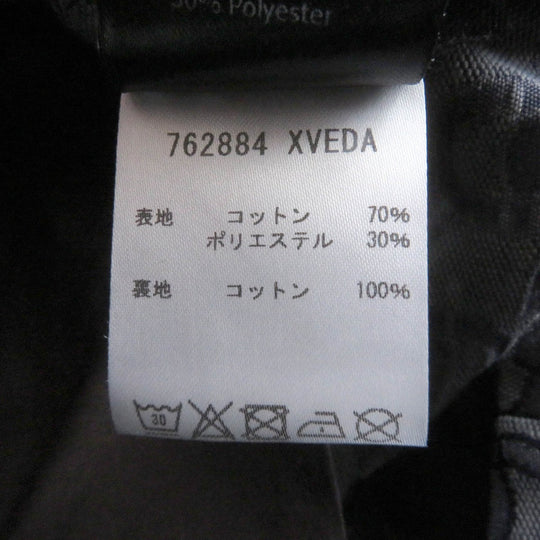 30% Polyester
762884 XVEDA
表地 コットン 70%
ポリエステル 30%
裏地 コットン 100%
30